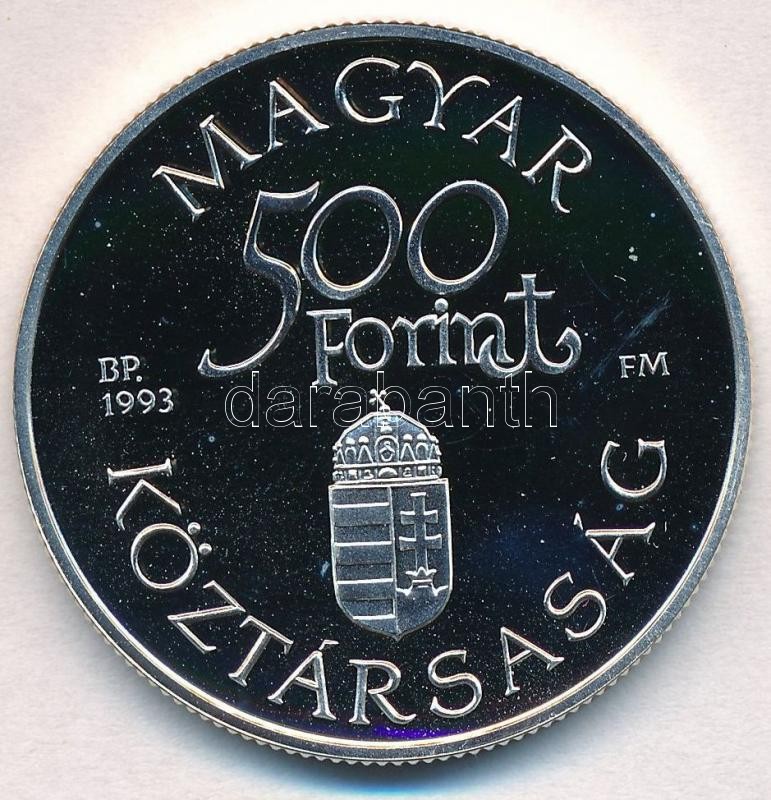 MAGYAR
500
Forint
BP.
1993
FM
darabanth
KÖZTÁRSASÁG